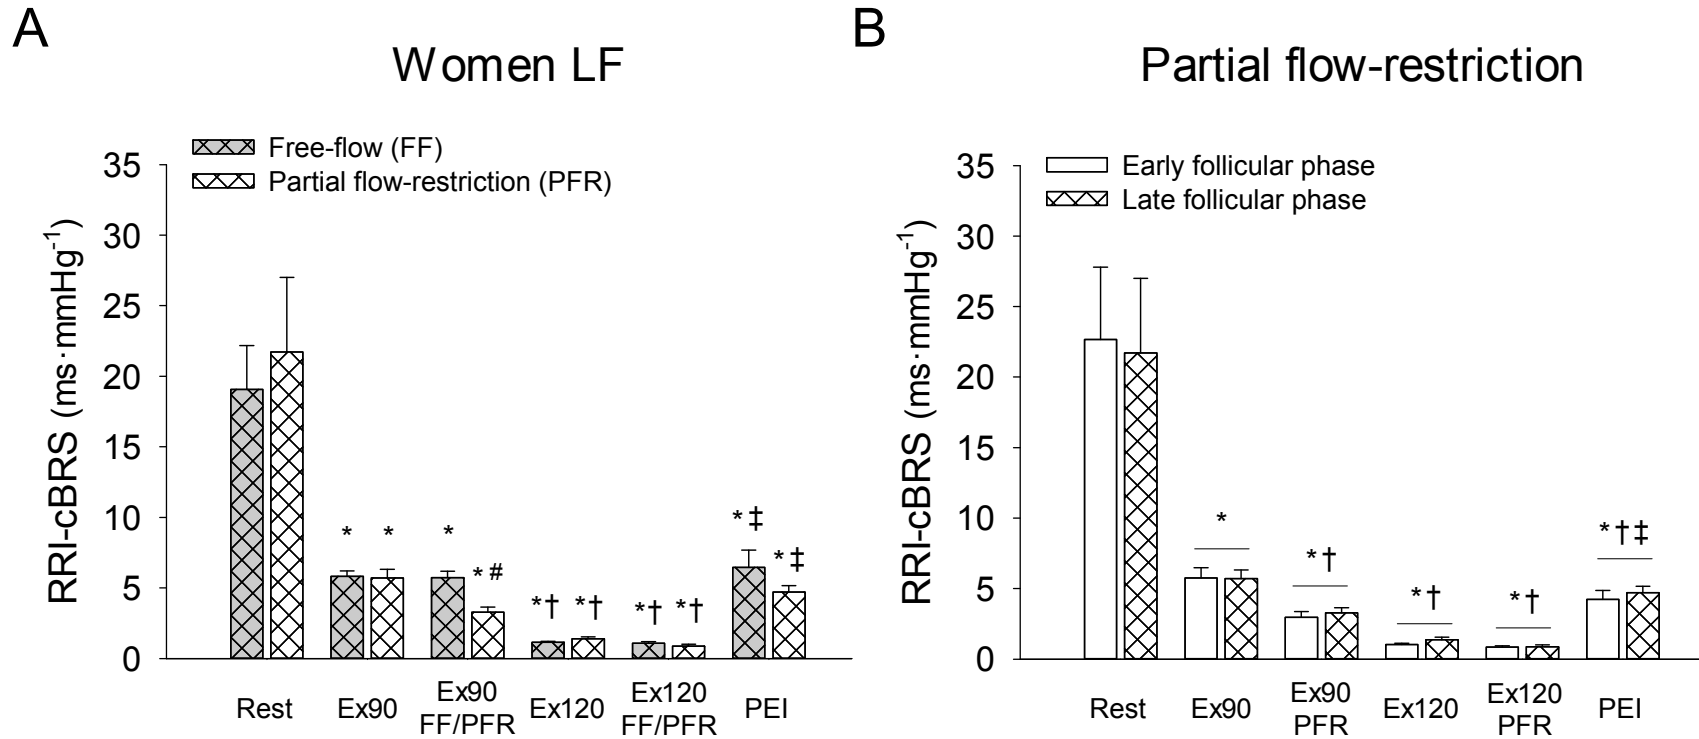 A
Women LF
Free-flow (FF)
Partial flow-restriction (PFR)
RRI-cBRS (ms·mmHg⁻¹)
35
30
25
20
15
10
5
0
*
*
*
*#
*†
*†
*†
*†
*‡
*‡
Rest
Ex90
Ex90
FF/PFR
Ex120
Ex120
FF/PFR
PEI
B
Partial flow-restriction
Early follicular phase
Late follicular phase
RRI-cBRS (ms·mmHg⁻¹)
35
30
25
20
15
10
5
0
*
*†
*†
*†
*†‡
Rest
Ex90
Ex90
PFR
Ex120
Ex120
PFR
PEI